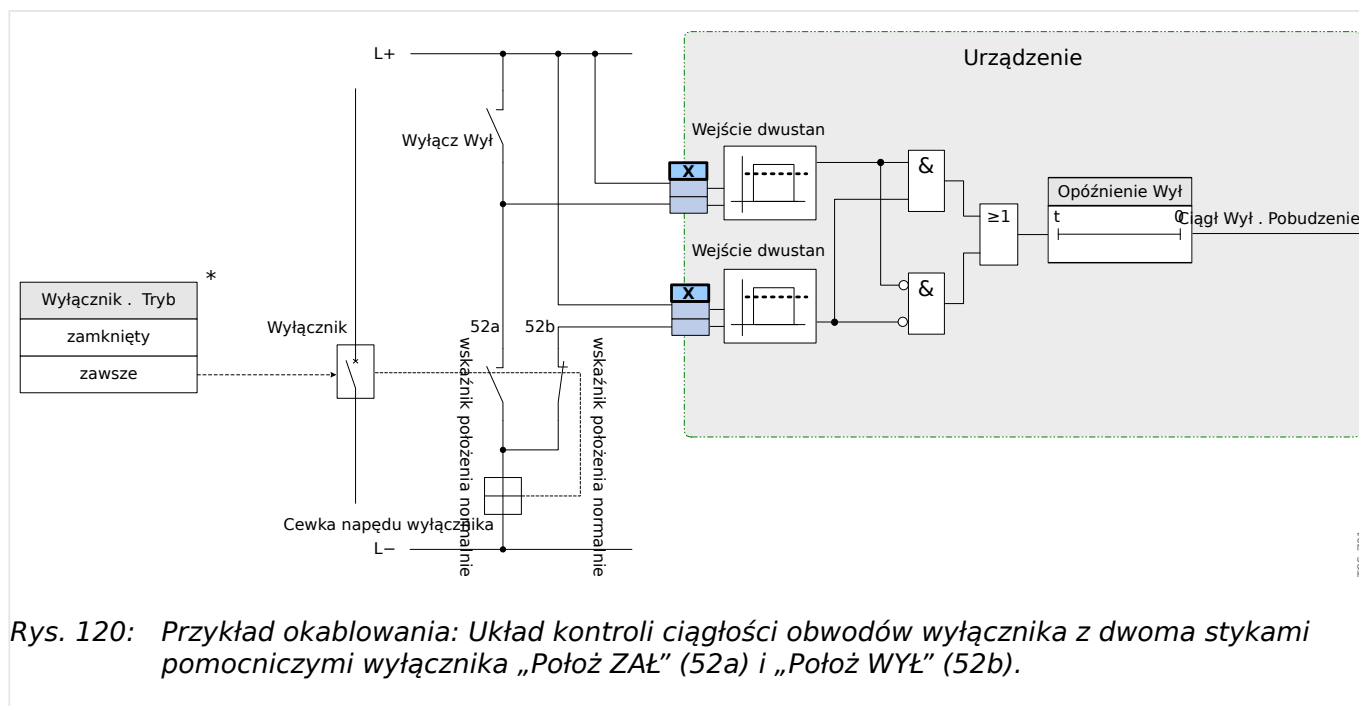 L+
Urządzenie
Wejście dwustan
Wyłącz Wył
X
&
Opóźnienie Wył
≥1
t
0
Ciągł Wył . Pobudzenie
Wejście dwustan
*
X
&
Wyłącznik . Tryb
zamknięty
zawsze
Wyłącznik
52a
52b
wskaźnik położenia normalnie
wskaźnik położenia normalnie
Cewka napędu wyłącznika
L−
Rys. 120: Przykład okablowania: Układ kontroli ciągłości obwodów wyłącznika z dwoma stykami
pomocniczymi wyłącznika „Położ ZAŁ” (52a) i „Położ WYŁ” (52b).